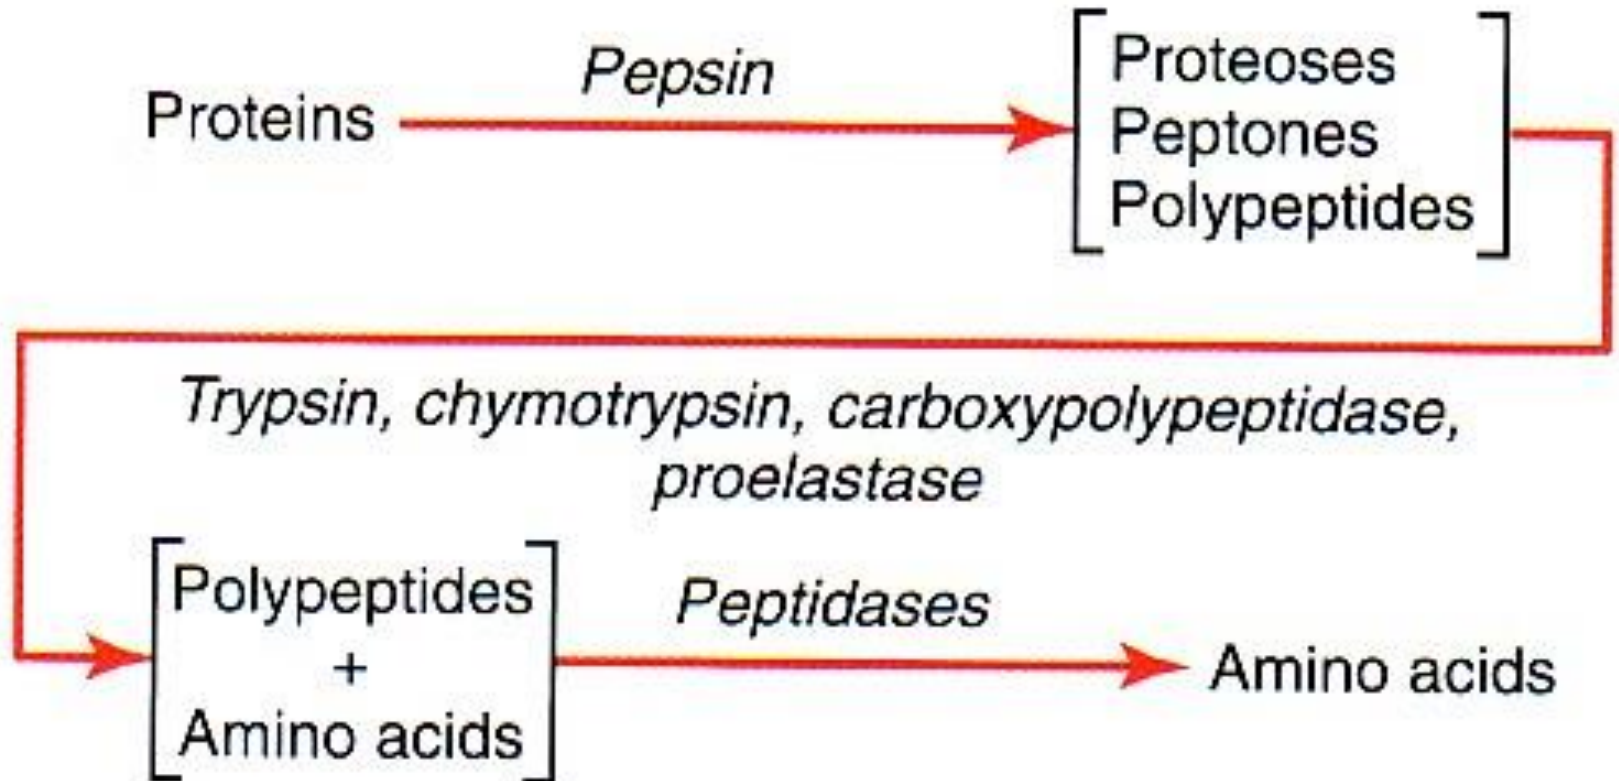 Pepsin
Proteins
Proteoses
Peptones
Polypeptides
Trypsin, chymotrypsin, carboxypolypeptidase,
proelastase
Polypeptides
+
Amino acids
Peptidases
Amino acids